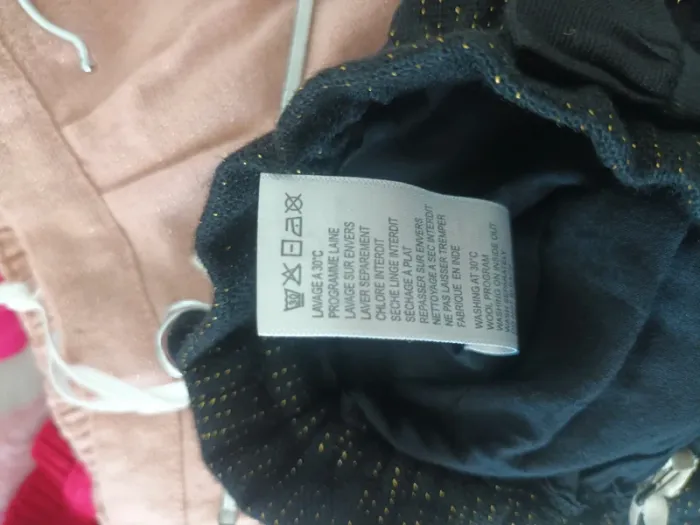 LAVAGE A 30°C
PROGRAMME LAINE
LAVAGE SUR ENVERS
LAVER SEPAREMENT
CHLORE INTERDIT
SECHE LINGE INTERDIT
SECHAGE A PLAT
REPASSER SUR ENVERS
NETTOYAGE A SEC INTERDIT
NE PAS LAISSER TREMPER
FABRIQUE EN INDE
WASHING AT 30°C
WOOL PROGRAM
WASHING ON INSIDE OUT
WASH SEPARATELY